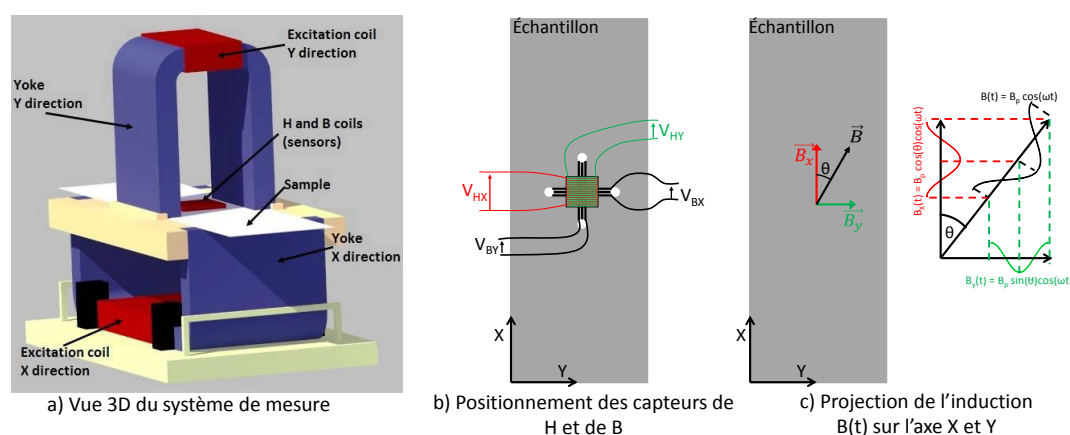 Excitation coil
Y direction
Yoke
Y direction
H and B coils
(sensors)
Sample
Yoke
X direction
Excitation coil
X direction
a) Vue 3D du système de mesure
Échantillon
V_HY
V_HX
V_BX
V_BY
X
Y
b) Positionnement des capteurs de
H et de B
Échantillon
B
θ
B_x
B_y
X
Y
B(t) = B_p cos(ωt)
B_x(t) = B_p cos(θ)cos(ωt)
θ
B_y(t) = B_p sin(θ)cos(ωt
c) Projection de l'induction
B(t) sur l'axe X et Y